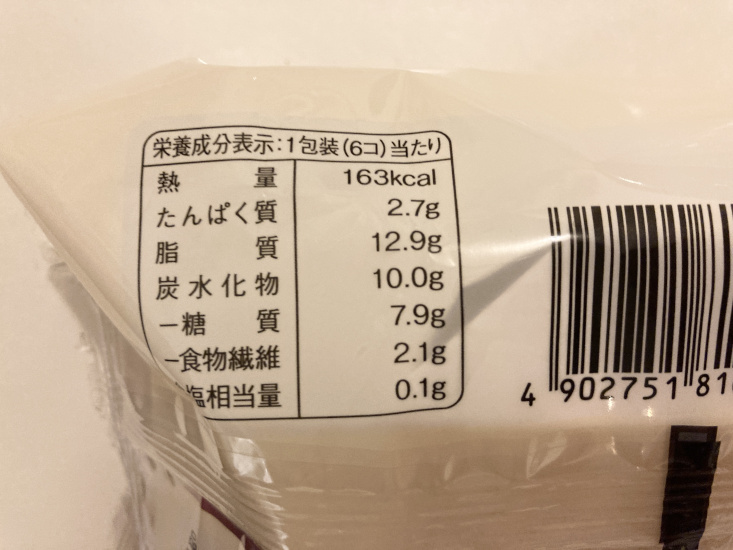 栄養成分表示:1包装(6コ)当たり
熱量 163kcal
たんぱく質 2.7g
脂質 12.9g
炭水化物 10.0g
－糖質 7.9g
－食物繊維 2.1g
塩相当量 0.1g
4 902751 81